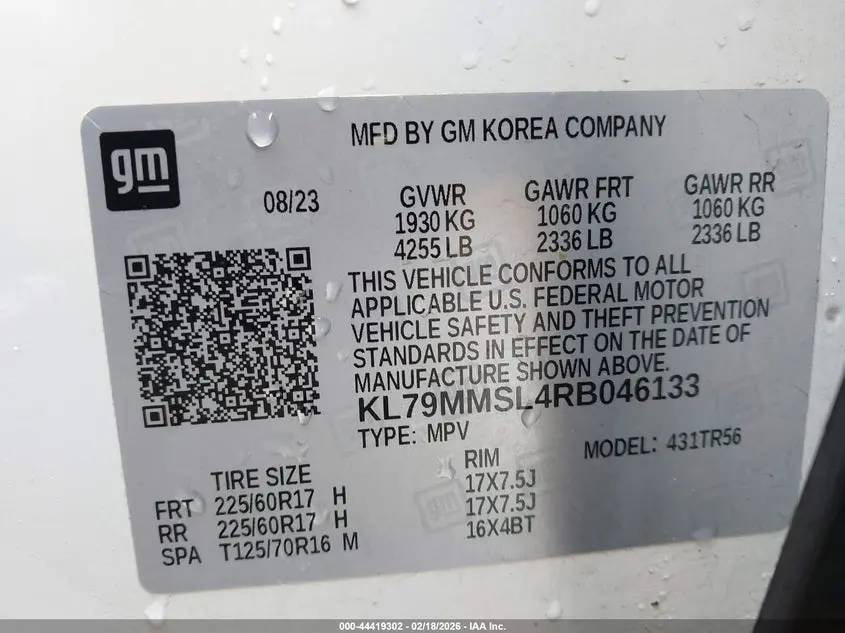 gm
MFD BY GM KOREA COMPANY
08/23
GVWR GAWR FRT GAWR RR
1930 KG 1060 KG 1060 KG
4255 LB 2336 LB 2336 LB
THIS VEHICLE CONFORMS TO ALL
APPLICABLE U.S. FEDERAL MOTOR
VEHICLE SAFETY AND THEFT PREVENTION
STANDARDS IN EFFECT ON THE DATE OF
MANUFACTURE SHOWN ABOVE.
KL79MMSL4RB046133
TYPE: MPV MODEL: 431TR56
TIRE SIZE RIM
FRT 225/60R17 H 17X7.5J
RR 225/60R17 H 17X7.5J
SPA T125/70R16 M 16X4BT
000-44419302 - 02/18/2026 - IAA Inc.